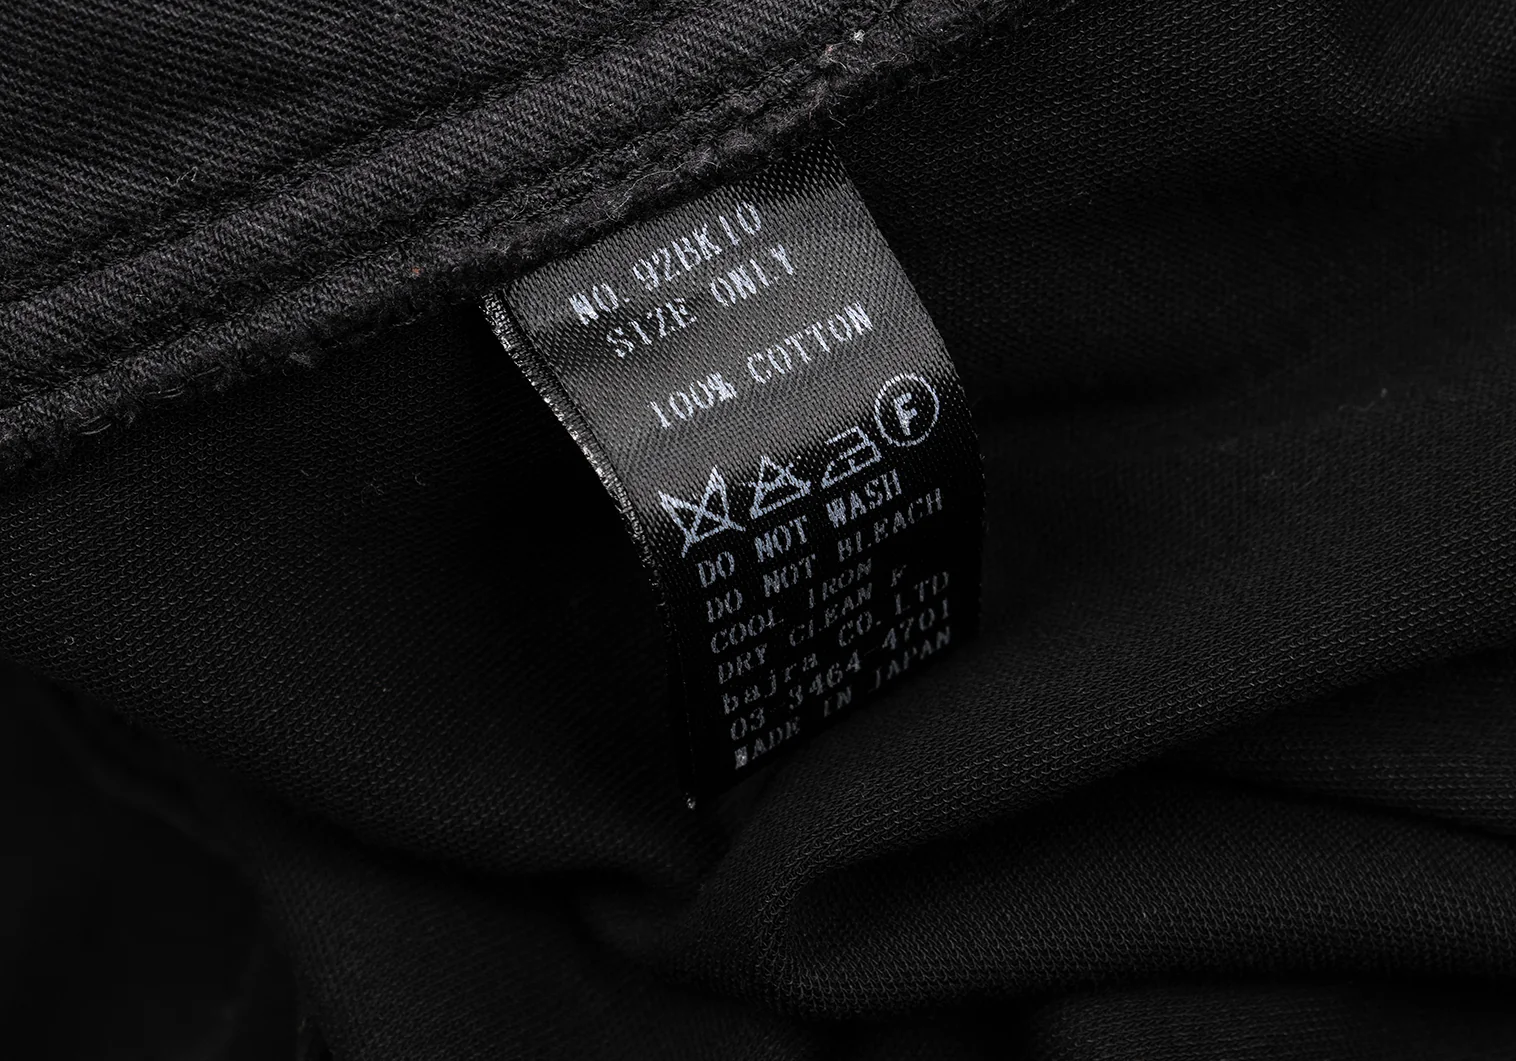 NO. 92BK10
SIZE ONLY
100% COTTON
F
DO NOT WASH
DO NOT BLEACH
COOL IRON
DRY CLEAN F
bajra CO. LTD
03-3464-4701
MADE IN JAPAN